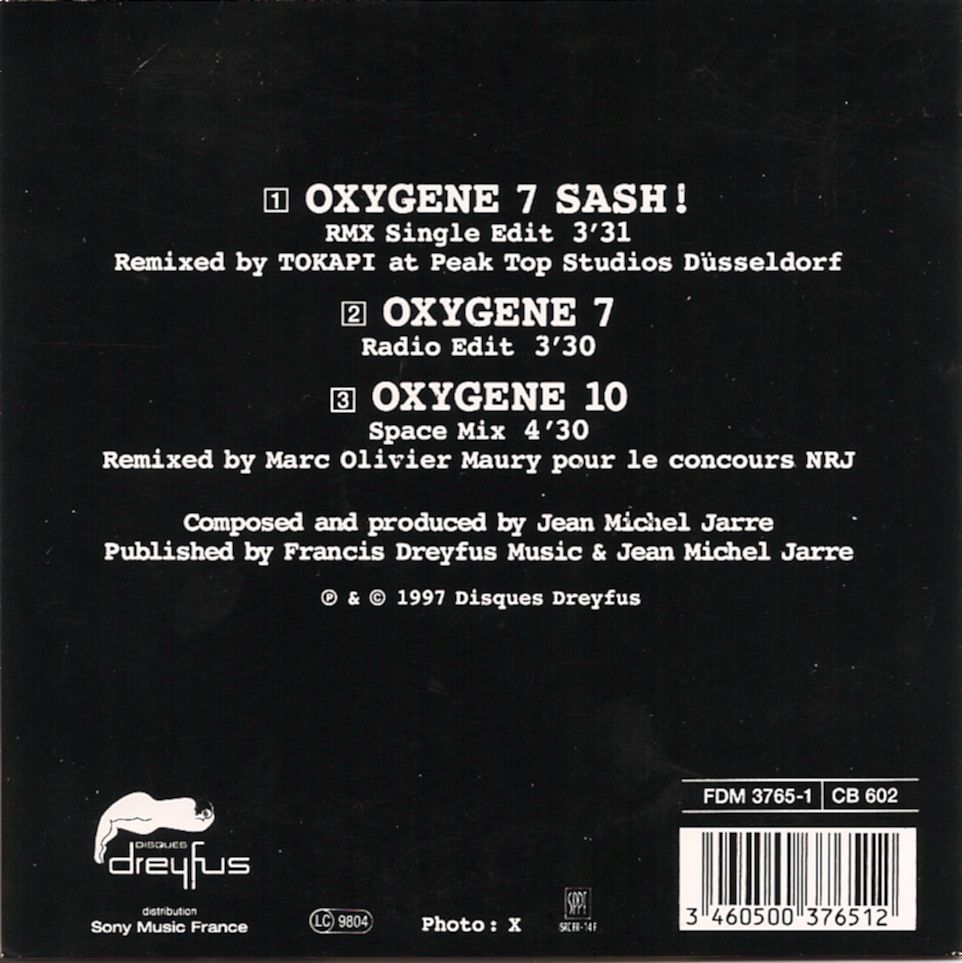 1 OXYGENE 7 SASH!
RMX Single Edit 3'31
Remixed by TOKAPI at Peak Top Studios Düsseldorf
2 OXYGENE 7
Radio Edit 3'30
3 OXYGENE 10
Space Mix 4'30
Remixed by Marc Olivier Maury pour le concours NRJ
Composed and produced by Jean Michel Jarre
Published by Francis Dreyfus Music & Jean Michel Jarre
℗ & © 1997 Disques Dreyfus
FDM 3765-1 CB 602
DISQUES
dreyfus
distribution
Sony Music France
LC 9804
Photo: X
SPPF
3 460500 376512